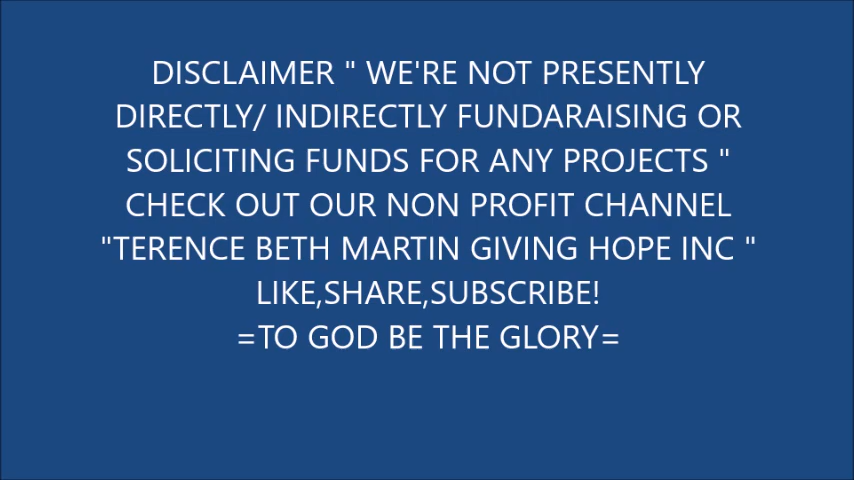 DISCLAIMER " WE'RE NOT PRESENTLY
DIRECTLY/ INDIRECTLY FUNDARAISING OR
SOLICITING FUNDS FOR ANY PROJECTS "
CHECK OUT OUR NON PROFIT CHANNEL
"TERENCE BETH MARTIN GIVING HOPE INC "
LIKE,SHARE,SUBSCRIBE!
=TO GOD BE THE GLORY=